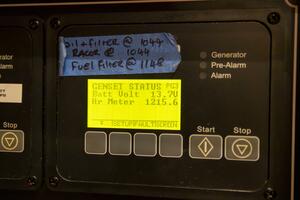 oil + filter @ 1044
RACOR @ 1044
FUEL Filter @ 1148
Generator
Pre-Alarm
Alarm
GENSET STATUS PG3
Batt Volt 13.7V
Hr Meter 1215.6
Start
Stop
Stop